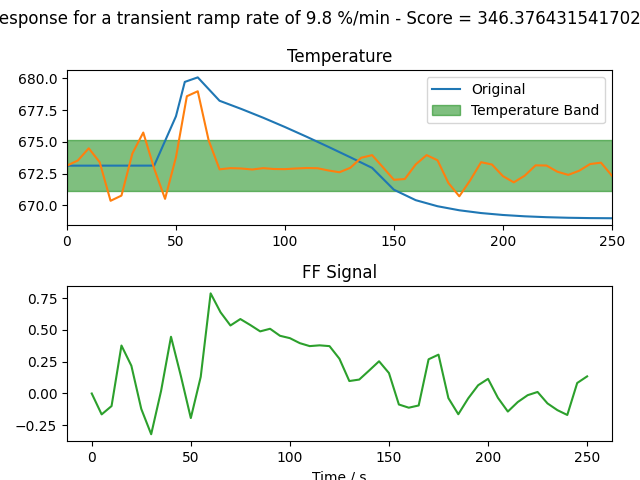 esponse for a transient ramp rate of 9.8 %/min - Score = 346.376431541702
Temperature
680.0
677.5
675.0
672.5
670.0
Original
Temperature Band
0 50 100 150 200 250
FF Signal
0.75
0.50
0.25
0.00
−0.25
0 50 100 150 200 250
Time / s